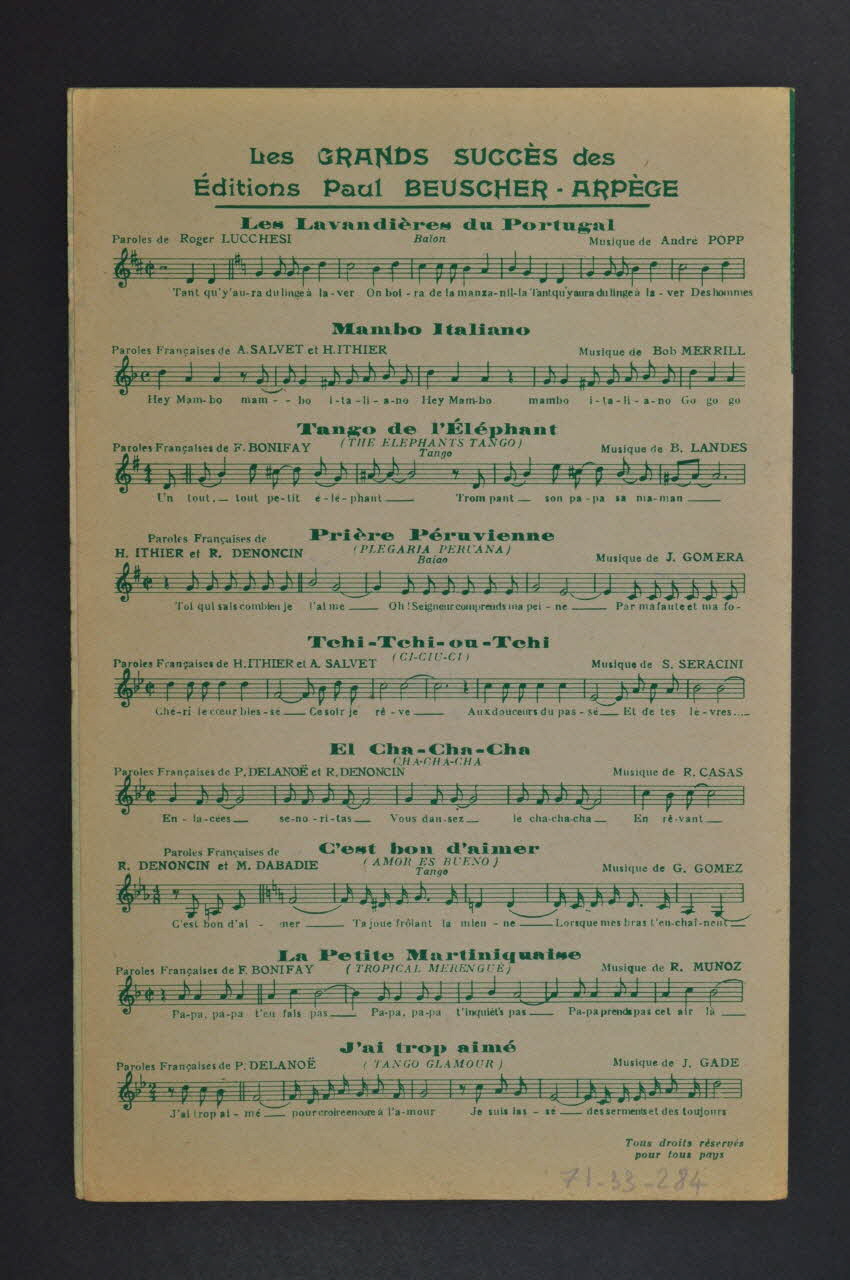 Les GRANDS SUCCÈS des
Éditions Paul BEUSCHER - ARPÈGE
Les Lavandières du Portugal
Paroles de Roger LUCCHESI Baïon Musique de André POPP
Tant qu'y'au-ra du linge à la-ver On boi-ra de la manza-nil-la Tant qu'y aura du linge à la-ver Des hommes
Mambo Italiano
Paroles Françaises de A. SALVET et H. ITHIER Musique de Bob MERRILL
Hey Mam-bo mam--bo i-ta-li-a-no Hey Mam-bo mambo i-ta-li-a-no Go go go
Tango de l'Éléphant
Paroles Françaises de F. BONIFAY (THE ELEPHANTS TANGO) Musique de B. LANDES
Tango
Un tout,- tout pe-tit é-lé-phant Trom pant son pa-pa sa ma-man
Prière Péruvienne
Paroles Françaises de
H. ITHIER et R. DENONCIN (PLEGARIA PERUANA) Musique de J. GOMERA
Baiao
Toi qui sais combien je l'ai me Oh! Seigneur comprends ma pei-ne Par ma faute et ma fo-
Tchi-Tchi-ou-Tchi
Paroles Françaises de H. ITHIER et A. SALVET (CI-CIU-CI) Musique de S. SERACINI
Ché-ri le cœur bles-sé Ce soir je rê-ve Aux douceurs du pas-sé Et de tes lè-vres....
El Cha-Cha-Cha
CHA-CHA-CHA
Paroles Françaises de P. DELANOË et R. DENONCIN Musique de R. CASAS
En-lacées se-no-ri-tas Vous dan-sez le cha-cha-cha En rê-vant
C'est bon d'aimer
Paroles Françaises de
R. DENONCIN et M. DABADIE (AMOR ES BUENO) Musique de G. GOMEZ
Tango
C'est bon d'ai-mer Ta joue frôlant la mien-ne Lorsque mes bras t'en-chaî-nent
La Petite Martiniquaise
Paroles Françaises de F. BONIFAY (TROPICAL MERENGUE) Musique de R. MUNOZ
Pa-pa, pa-pa t'en fais pas Pa-pa, pa-pa t'inquièt's pas Pa-pa prends pas cet air là
J'ai trop aimé
Paroles Françaises de P. DELANOË (TANGO GLAMOUR) Musique de J. GADE
J'ai trop ai-mé pour croire encore à l'a-mour Je suis las-sé des serments et des toujours
Tous droits réservés
pour tous pays
71-33-284